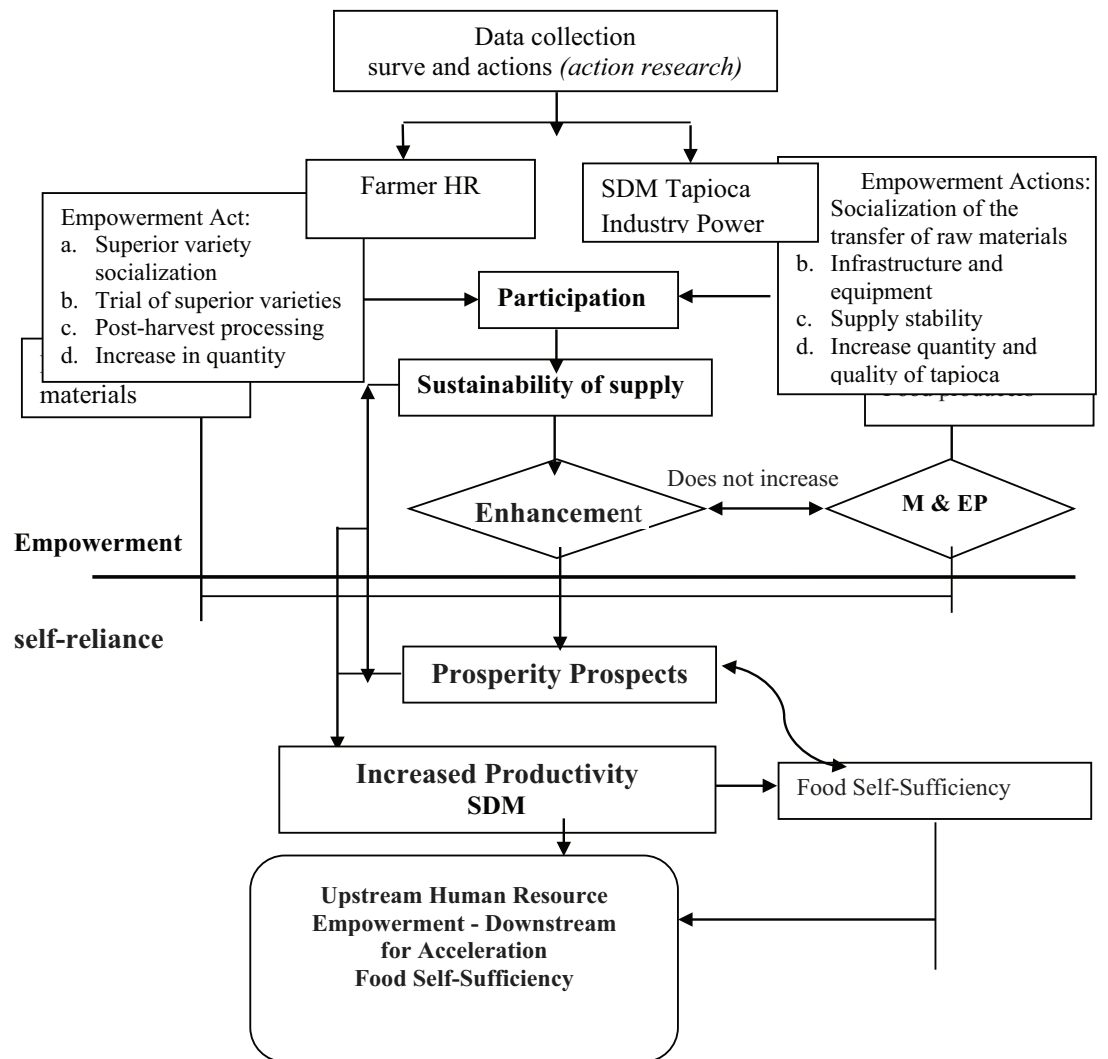 Data collection
surve and actions (action research)
Farmer HR
SDM Tapioca
Industry Power
Empowerment Act:
a. Superior variety
socialization
b. Trial of superior varieties
c. Post-harvest processing
d. Increase in quantity
Empowerment Actions:
Socialization of the
transfer of raw materials
b. Infrastructure and
equipment
c. Supply stability
d. Increase quantity and
quality of tapioca
Participation
materials
Sustainability of supply
Does not increase
Enhancement
M & EP
Empowerment
self-reliance
Prosperity Prospects
Increased Productivity
SDM
Food Self-Sufficiency
Upstream Human Resource
Empowerment - Downstream
for Acceleration
Food Self-Sufficiency